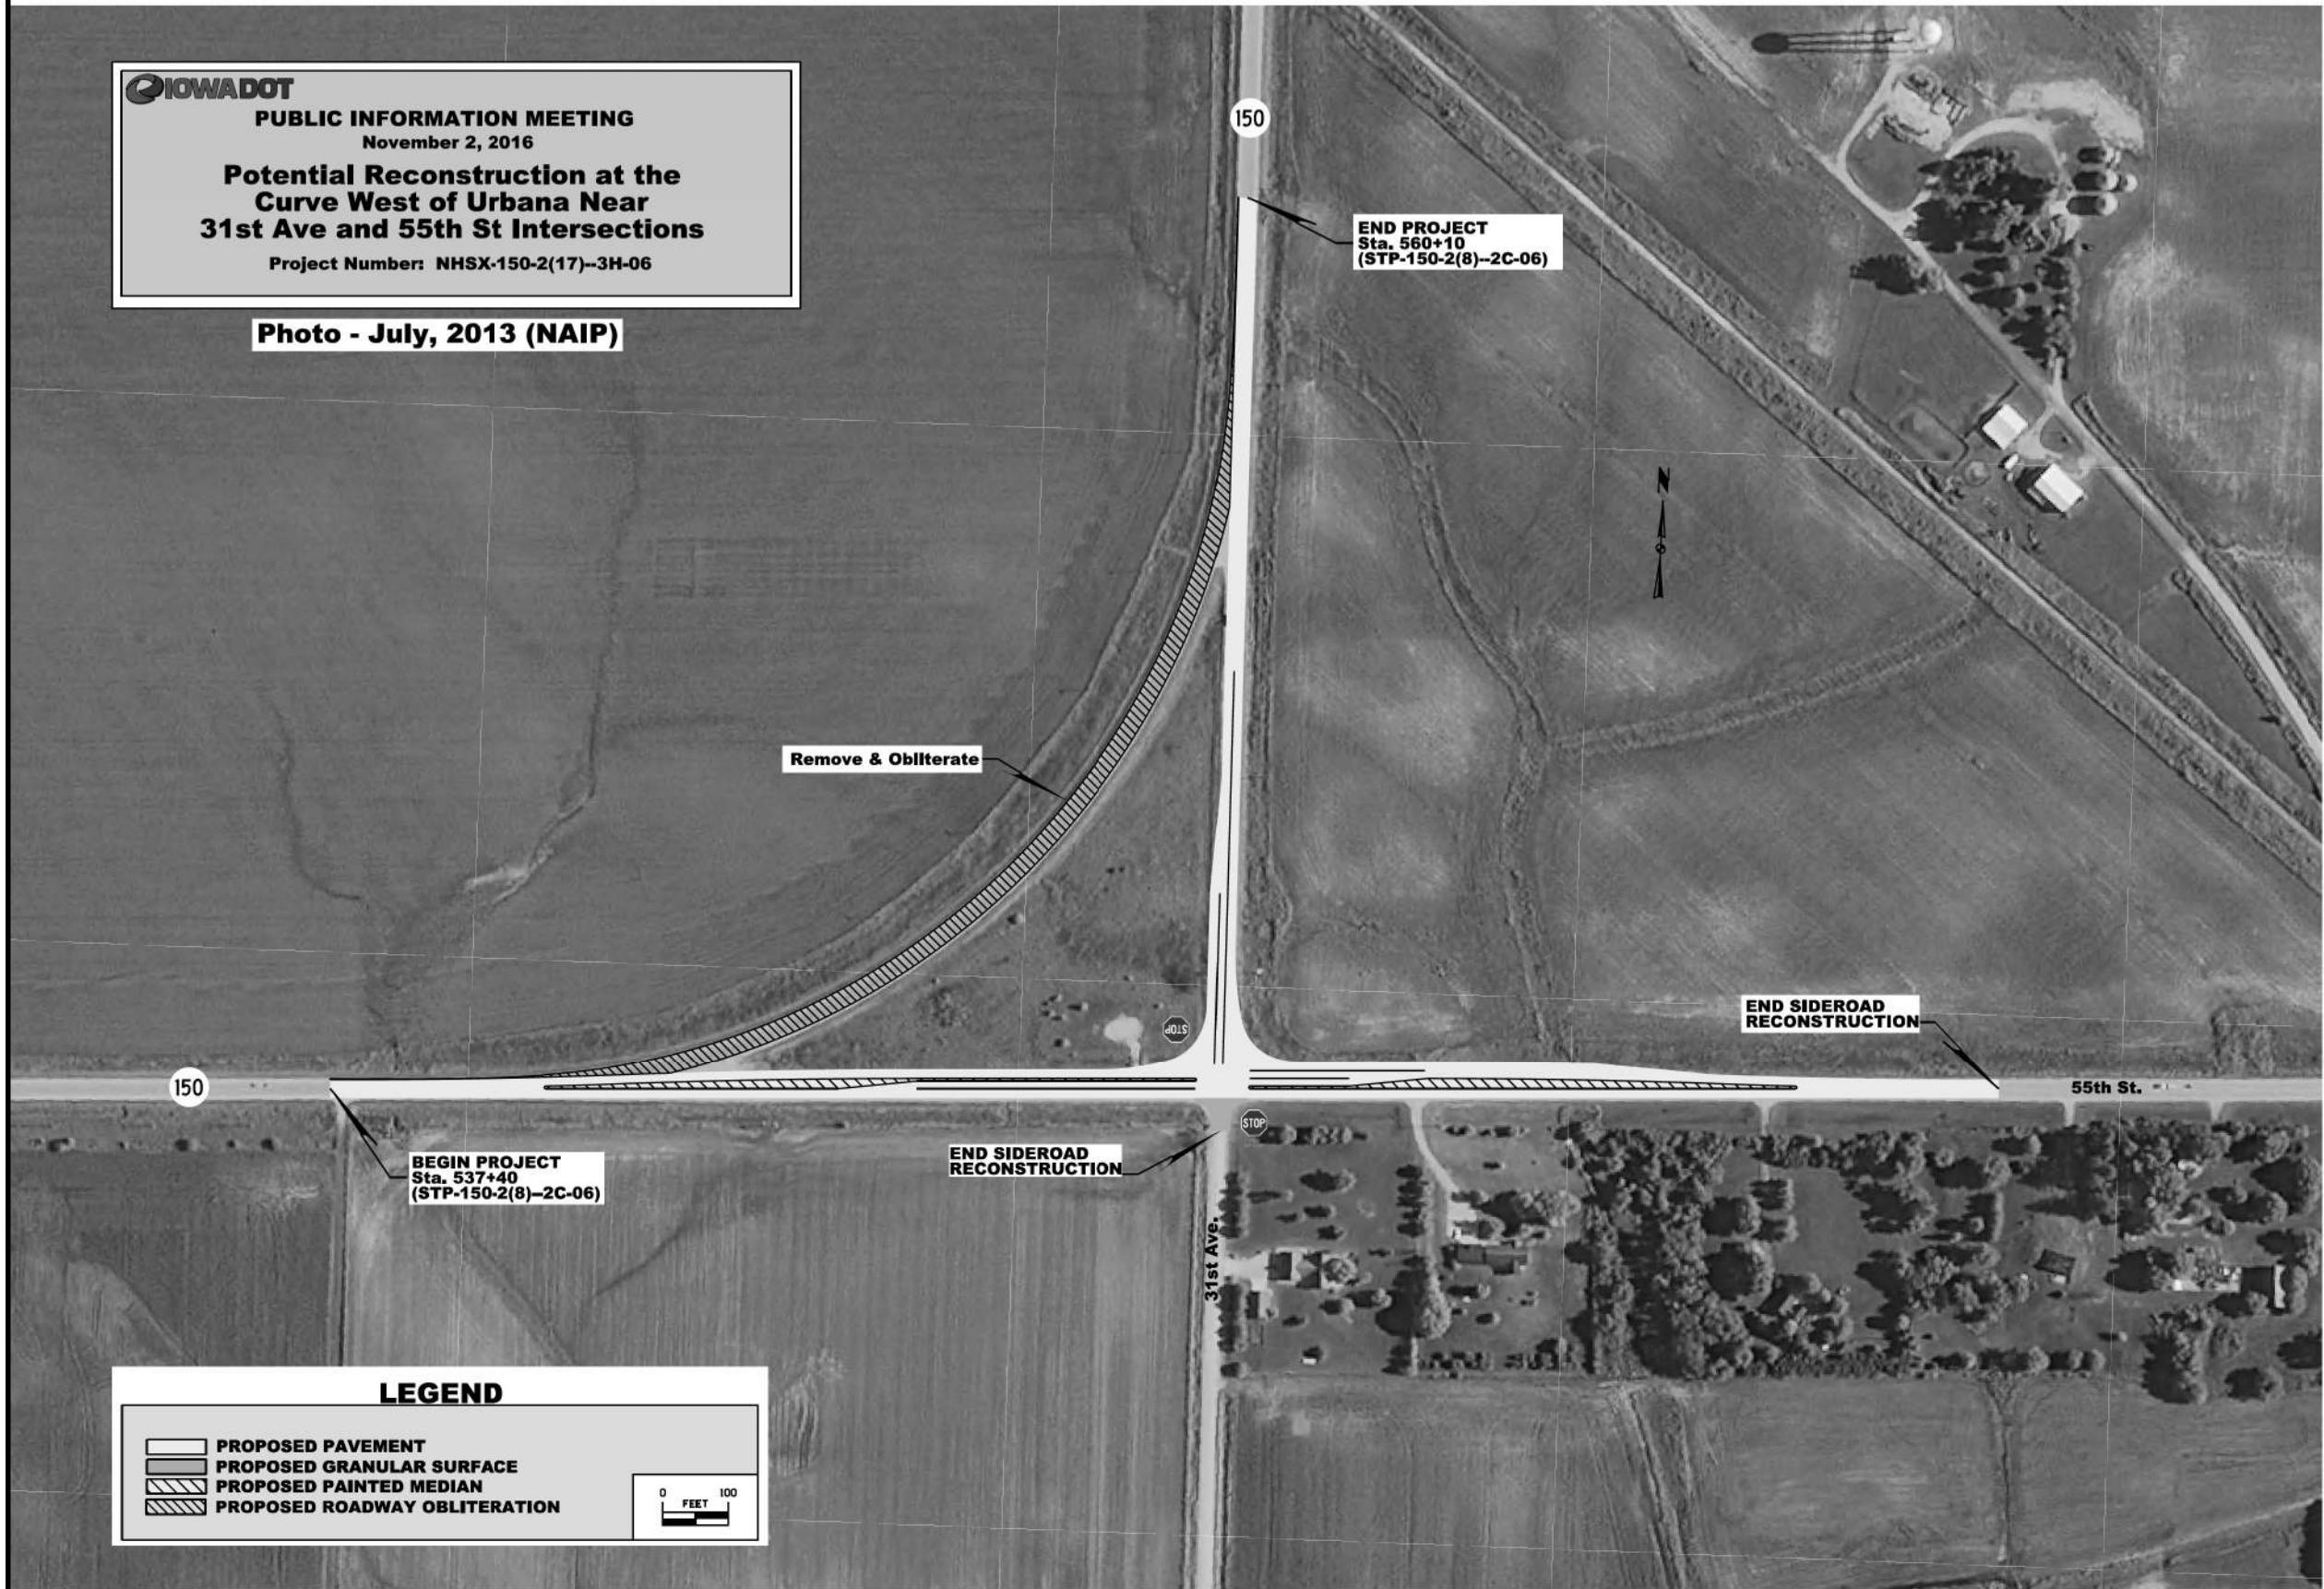 IOWADOT
PUBLIC INFORMATION MEETING
November 2, 2016
Potential Reconstruction at the
Curve West of Urbana Near
31st Ave and 55th St Intersections
Project Number: NHSX-150-2(17)--3H-06
Photo - July, 2013 (NAIP)
150
END PROJECT
Sta. 560+10
(STP-150-2(8)--2C-06)
N
Remove & Obliterate
END SIDEROAD
RECONSTRUCTION
STOP
150
55th St.
STOP
BEGIN PROJECT
Sta. 537+40
(STP-150-2(8)--2C-06)
END SIDEROAD
RECONSTRUCTION
31st Ave.
LEGEND
PROPOSED PAVEMENT
PROPOSED GRANULAR SURFACE
PROPOSED PAINTED MEDIAN
PROPOSED ROADWAY OBLITERATION
0 100
FEET